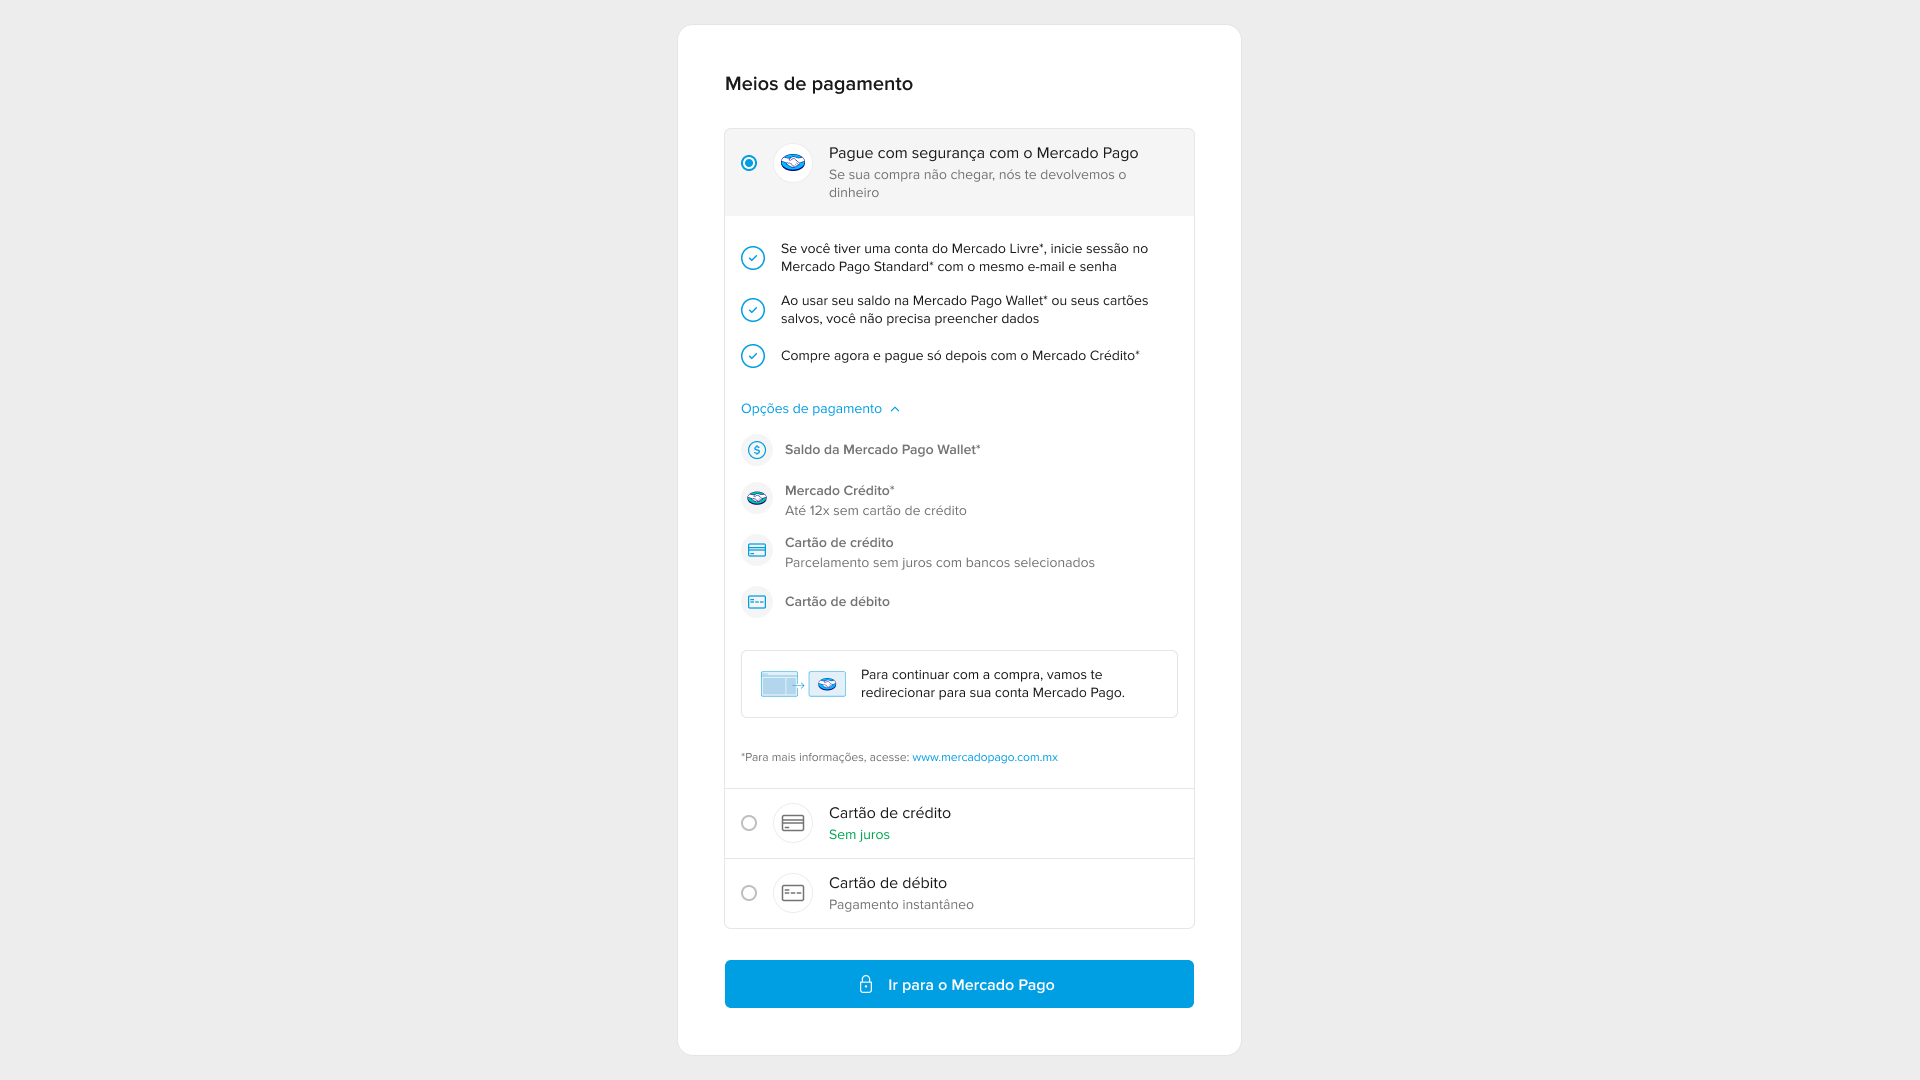 Meios de pagamento
Pague com segurança com o Mercado Pago
Se sua compra não chegar, nós te devolvemos o
dinheiro
Se você tiver uma conta do Mercado Livre*, inicie sessão no
Mercado Pago Standard* com o mesmo e-mail e senha
Ao usar seu saldo na Mercado Pago Wallet* ou seus cartões
salvos, você não precisa preencher dados
Compre agora e pague só depois com o Mercado Crédito*
Opções de pagamento
Saldo da Mercado Pago Wallet*
Mercado Crédito*
Até 12x sem cartão de crédito
Cartão de crédito
Parcelamento sem juros com bancos selecionados
Cartão de débito
Para continuar com a compra, vamos te
redirecionar para sua conta Mercado Pago.
*Para mais informações, acesse: www.mercadopago.com.mx
Cartão de crédito
Sem juros
Cartão de débito
Pagamento instantâneo
Ir para o Mercado Pago